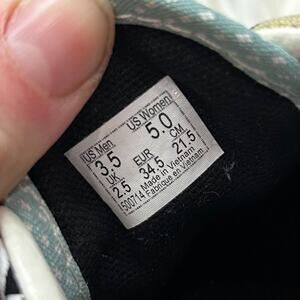 US Men US Women
3.5 5.0
UK EUR CM
2.5 34.5 21.5
500714 Made in Vietnam
Fabriqué en Vietnam